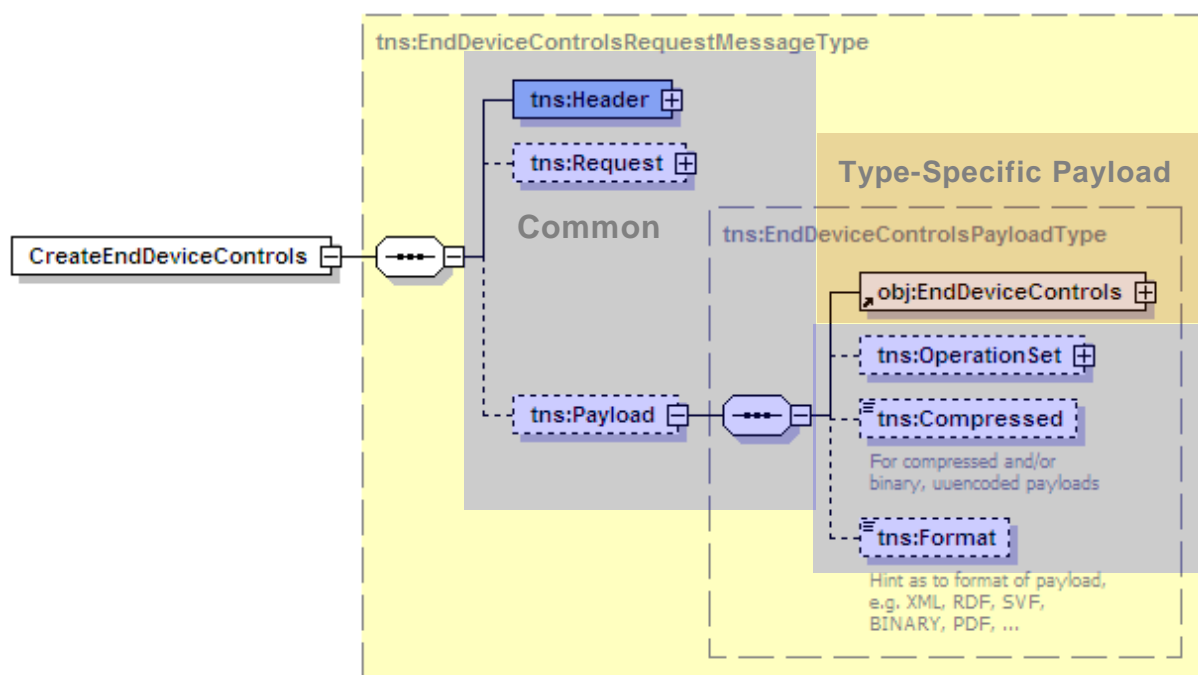 tns:EndDeviceControlsRequestMessageType
tns:Header
tns:Request
Type-Specific Payload
Common
tns:EndDeviceControlsPayloadType
CreateEndDeviceControls
obj:EndDeviceControls
tns:OperationSet
tns:Payload
tns:Compressed
For compressed and/or
binary, uuencoded payloads
tns:Format
Hint as to format of payload,
e.g. XML, RDF, SVF,
BINARY, PDF, ...